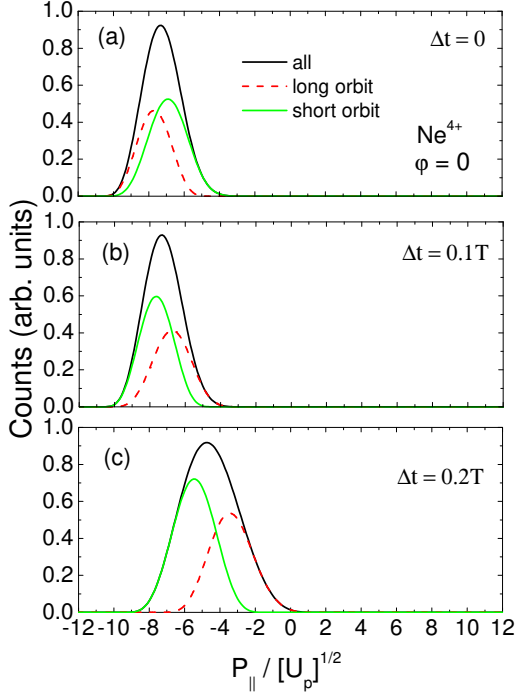 (a)
Δt = 0
all
long orbit
short orbit
Ne⁴⁺
φ = 0
1.0
0.8
0.6
0.4
0.2
0.0
(b)
Δt = 0.1T
1.0
0.8
0.6
0.4
0.2
0.0
Counts (arb. units)
(c)
Δt = 0.2T
1.0
0.8
0.6
0.4
0.2
0.0
-12 -10 -8 -6 -4 -2 0 2 4 6 8 10 12
P_|| / [U_p]^1/2